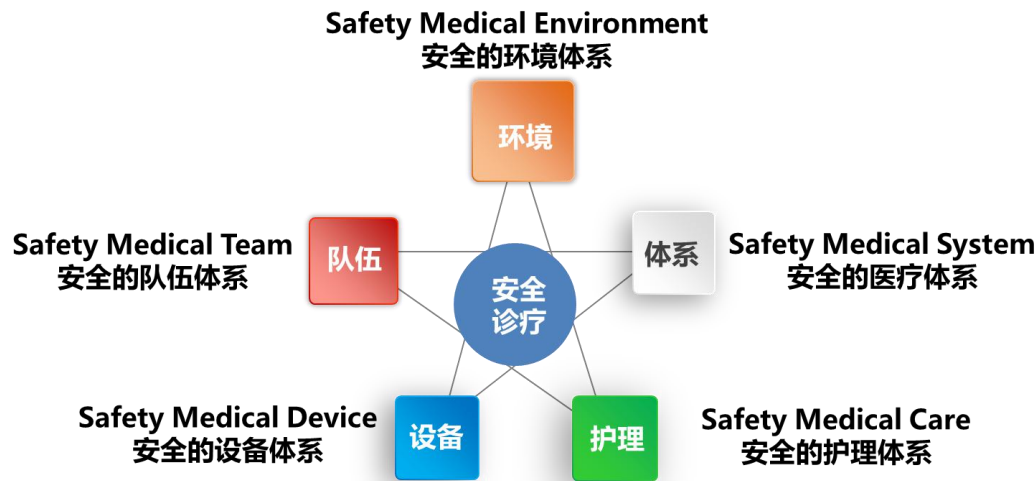 Safety Medical Environment
安全的环境体系
环境
Safety Medical Team
安全的队伍体系
队伍
体系
Safety Medical System
安全的医疗体系
安全
诊疗
Safety Medical Device
安全的设备体系
设备
护理
Safety Medical Care
安全的护理体系